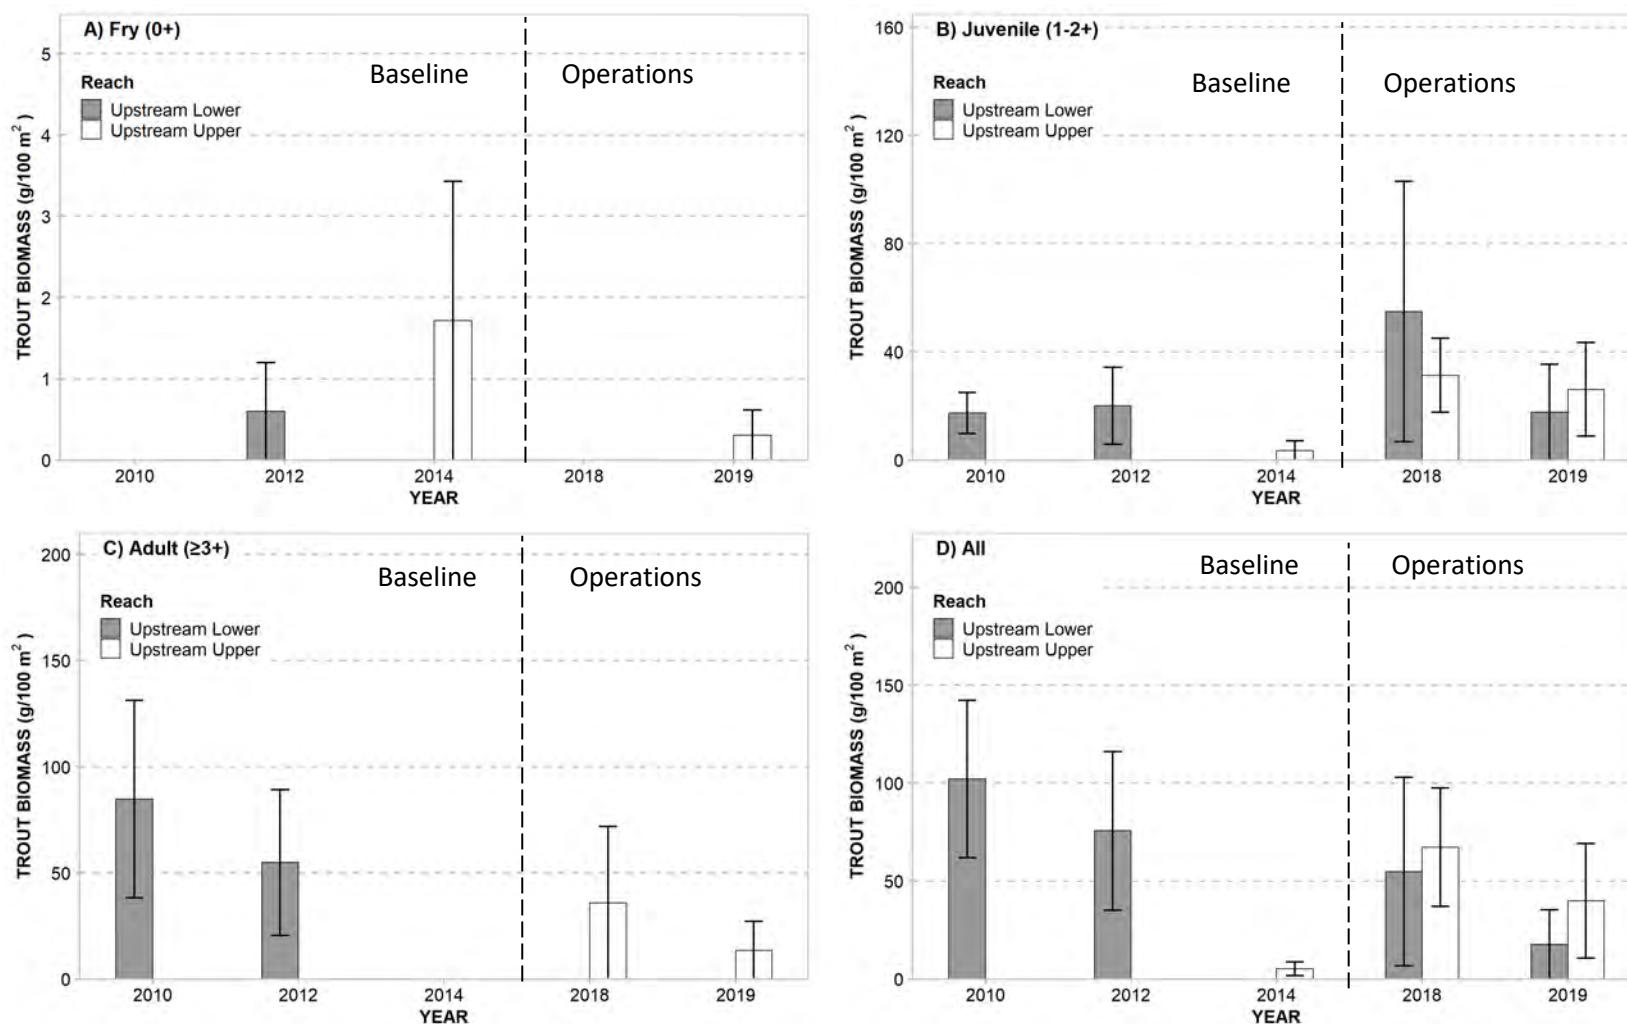 A) Fry (0+)
Baseline
Operations
Reach
Upstream Lower
Upstream Upper
TROUT BIOMASS (g/100 m²)
5
4
3
2
1
0
2010
2012
2014
2018
2019
YEAR
B) Juvenile (1-2+)
Baseline
Operations
Reach
Upstream Lower
Upstream Upper
TROUT BIOMASS (g/100 m²)
160
120
80
40
0
2010
2012
2014
2018
2019
YEAR
C) Adult (≥3+)
Baseline
Operations
Reach
Upstream Lower
Upstream Upper
TROUT BIOMASS (g/100 m²)
200
150
100
50
0
2010
2012
2014
2018
2019
YEAR
D) All
Baseline
Operations
Reach
Upstream Lower
Upstream Upper
TROUT BIOMASS (g/100 m²)
200
150
100
50
0
2010
2012
2014
2018
2019
YEAR